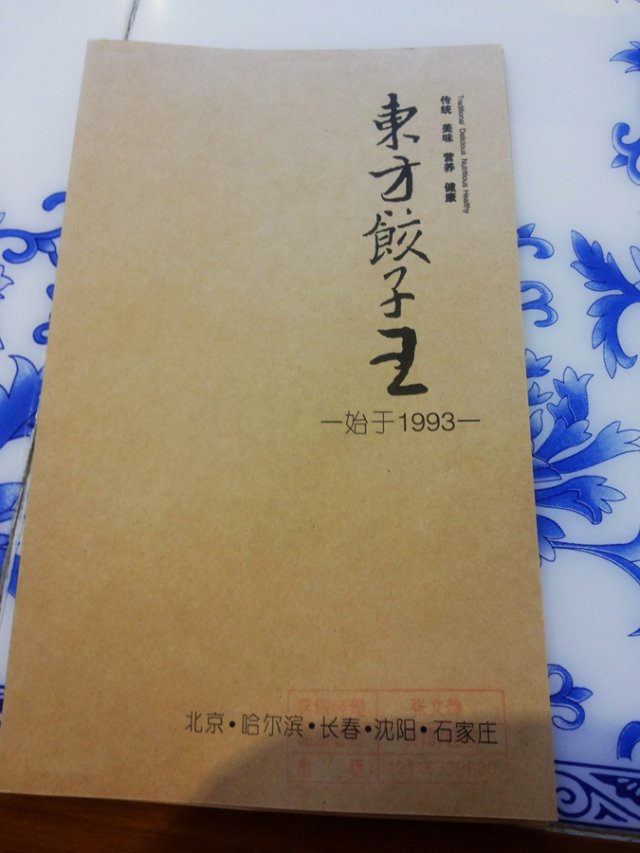 传统 美味 营养 健康
Traditional Delicious Nutritious Healthy
東方餃子王
—始于1993—
北京•哈尔滨•长春•沈阳•石家庄